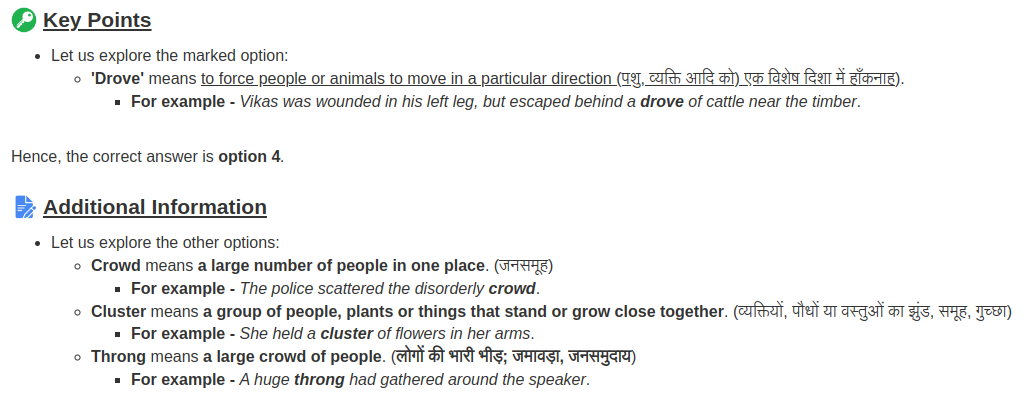 Key Points
Let us explore the marked option:
'Drove' means to force people or animals to move in a particular direction (पशु, व्यक्ति आदि को) एक विशेष दिशा में हाँकनाह).
For example - Vikas was wounded in his left leg, but escaped behind a drove of cattle near the timber.
Hence, the correct answer is option 4.
Additional Information
Let us explore the other options:
Crowd means a large number of people in one place. (जनसमूह)
For example - The police scattered the disorderly crowd.
Cluster means a group of people, plants or things that stand or grow close together. (व्यक्तियों, पौधों या वस्तुओं का झुंड, समूह, गुच्छा)
For example - She held a cluster of flowers in her arms.
Throng means a large crowd of people. (लोगों की भारी भीड़; जमावड़ा, जनसमुदाय)
For example - A huge throng had gathered around the speaker.